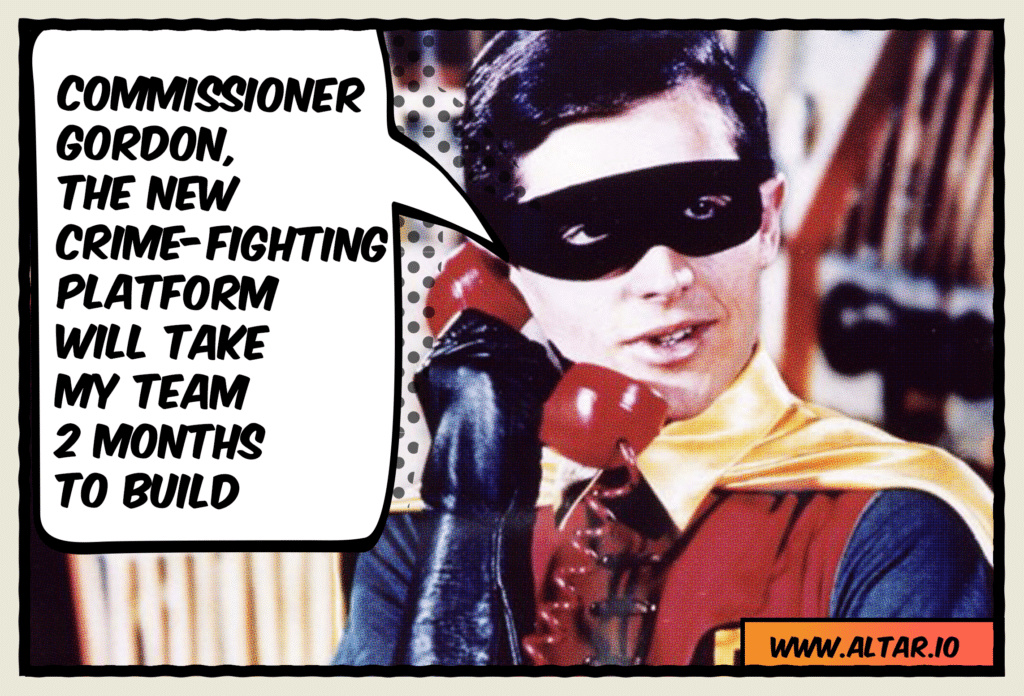 COMMISSIONER
GORDON,
THE NEW
CRIME-FIGHTING
PLATFORM
WILL TAKE
MY TEAM
2 MONTHS
TO BUILD
WWW.ALTAR.IO